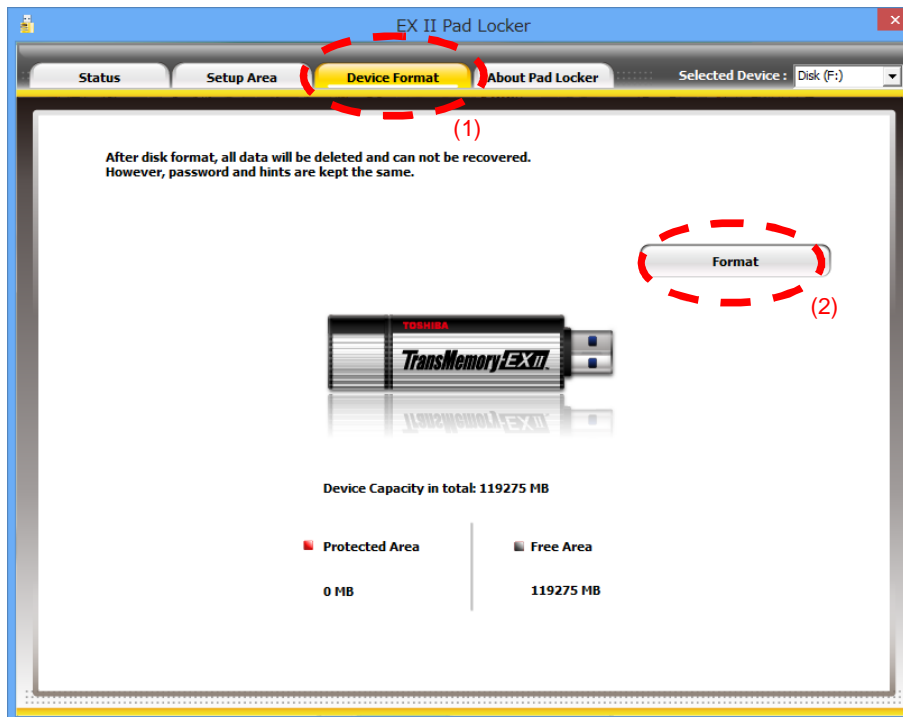 EX II Pad Locker
Status
Setup Area
Device Format
About Pad Locker
Selected Device :
Disk (F:)
(1)
After disk format, all data will be deleted and can not be recovered.
However, password and hints are kept the same.
Format
(2)
TOSHIBA
TransMemory-EX II
Device Capacity in total: 119275 MB
Protected Area
Free Area
0 MB
119275 MB